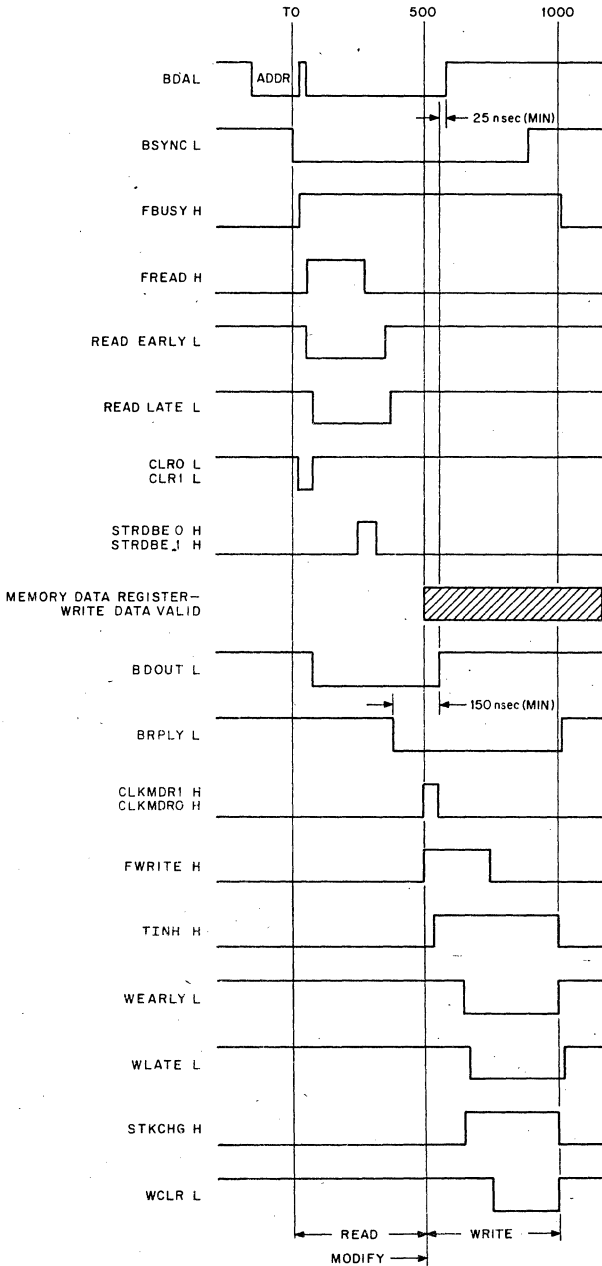 TO 500 1000
BDAL ADDR
25 nsec (MIN)
BSYNC L
FBUSY H
FREAD H
READ EARLY L
READ LATE L
CLR0 L
CLR1 L
STRDBE 0 H
STRDBE 1 H
MEMORY DATA REGISTER–
WRITE DATA VALID
BDOUT L
150 nsec (MIN)
BRPLY L
CLKMDR1 H
CLKMDR0 H
FWRITE H
TINH H
WEARLY L
WLATE L
STKCHG H
WCLR L
READ WRITE
MODIFY